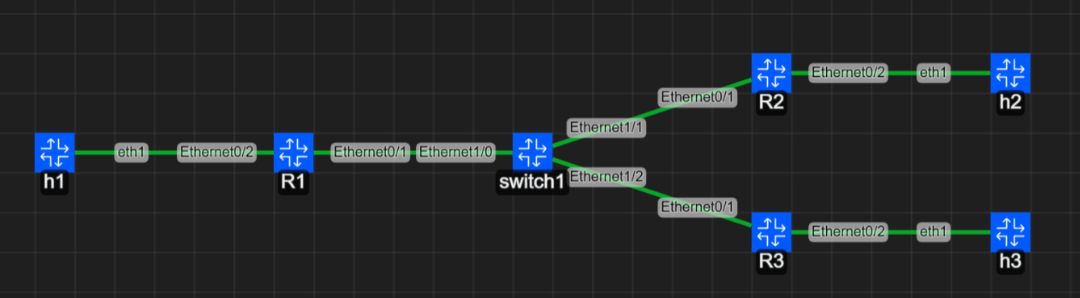 Ethernet0/2 eth1
R2 h2
Ethernet0/1
Ethernet1/1
eth1 Ethernet0/2 Ethernet0/1 Ethernet1/0
h1 R1 switch1
Ethernet1/2
Ethernet0/1
Ethernet0/2 eth1
R3 h3